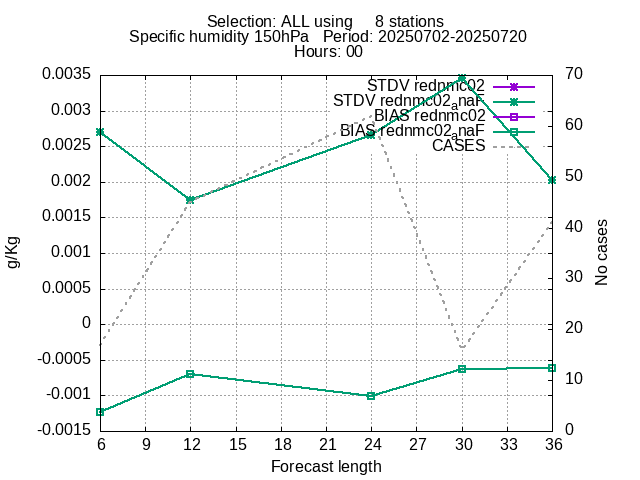 Selection: ALL using     8 stations
Specific humidity 150hPa   Period: 20250702-20250720
Hours: 00
STDV rednmc02
STDV rednmc02anaF
BIAS rednmc02
BIAS rednmc02anaF
CASES
0.0035
0.003
0.0025
0.002
0.0015
0.001
0.0005
0
-0.0005
-0.001
-0.0015
g/Kg
70
60
50
40
30
20
10
0
No cases
6 9 12 15 18 21 24 27 30 33 36
Forecast length